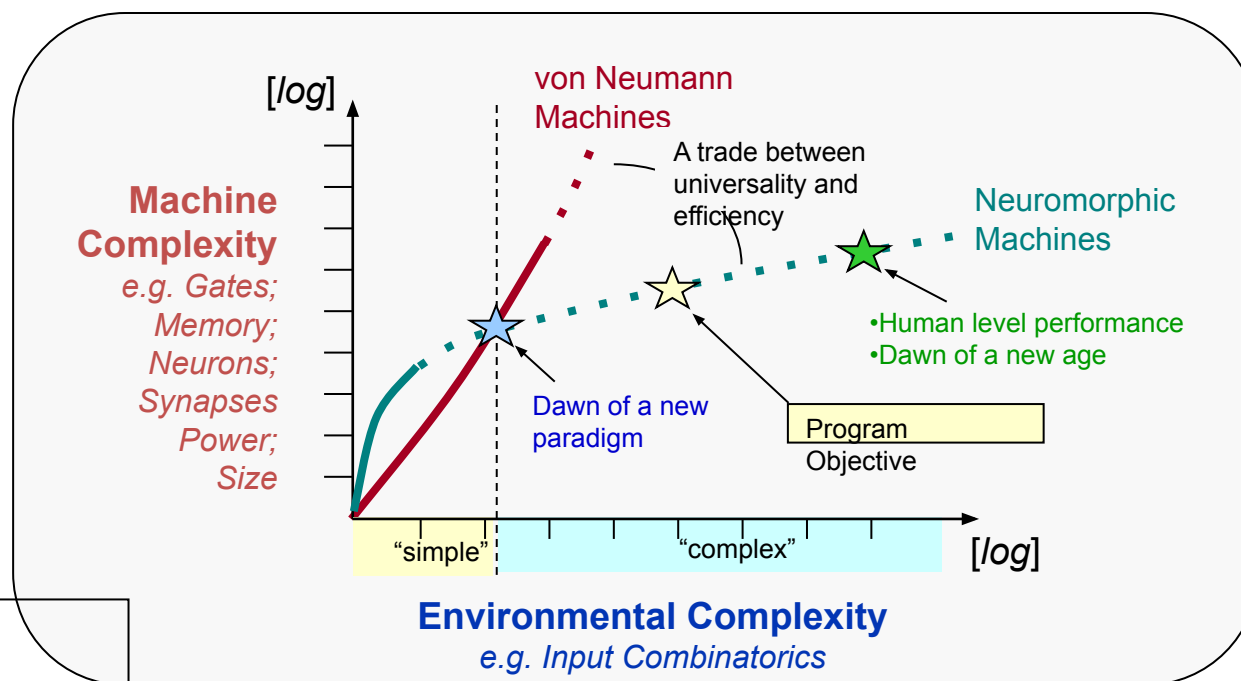 [log]
von Neumann
Machines
A trade between
universality and
efficiency
Neuromorphic
Machines
Machine
Complexity
e.g. Gates;
Memory;
Neurons;
Synapses
Power;
Size
•Human level performance
•Dawn of a new age
Dawn of a new
paradigm
Program
Objective
“simple”
“complex”
[log]
Environmental Complexity
e.g. Input Combinatorics